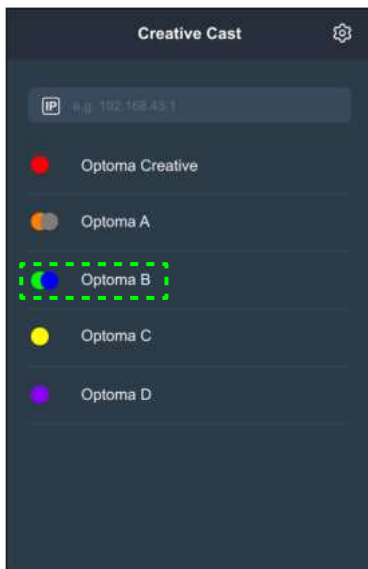 Creative Cast
IP e.g. 192.168.43.1
Optoma Creative
Optoma A
Optoma B
Optoma C
Optoma D